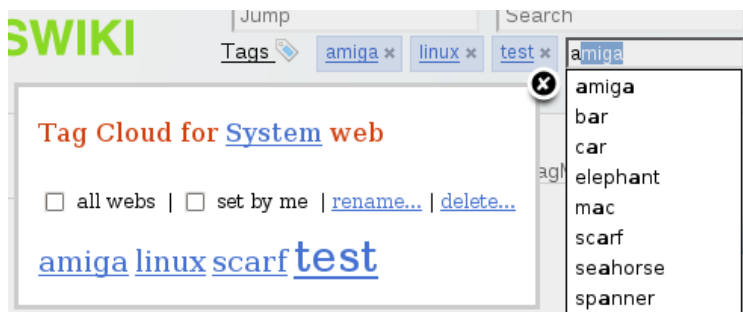 Jump Search
SWIKI
Tags amiga × linux × test × amiga
Tag Cloud for System web
all webs | set by me | rename... | delete...
amiga linux scarf test
amiga
bar
car
elephant
mac
scarf
seahorse
spanner